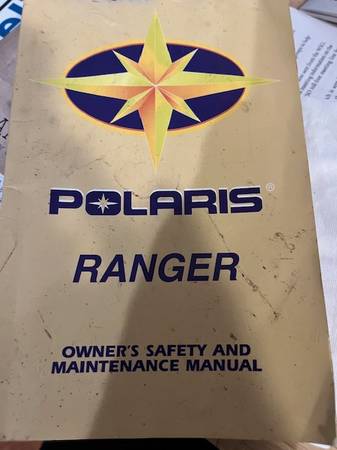 POLARIS®
RANGER
OWNER'S SAFETY AND
MAINTENANCE MANUAL